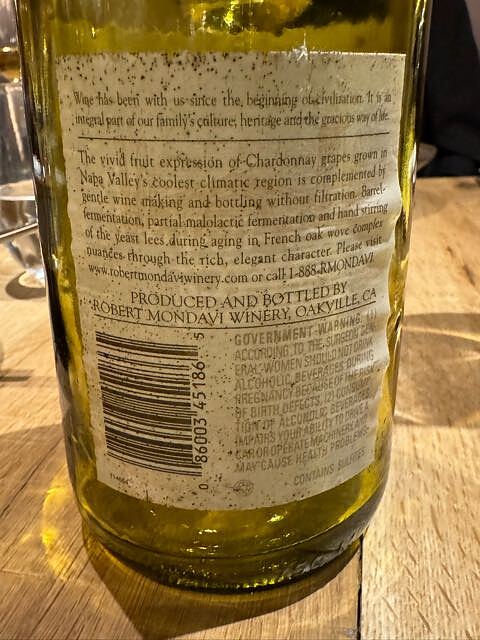 Wine has been with us since the beginning of civilization. It is an
integral part of our family's culture, heritage and the gracious way of life.
The vivid fruit expression of Chardonnay grapes grown in
Napa Valley's coolest climatic region is complemented by
gentle wine making and bottling without filtration. Barrel-
fermentation, partial malolactic fermentation and hand stirring
of the yeast lees during aging in French oak wove complex
nuances through the rich, elegant character. Please visit
www.robertmondaviwinery.com or call 1-888-RMONDAVI
PRODUCED AND BOTTLED BY
ROBERT MONDAVI WINERY, OAKVILLE, CA
GOVERNMENT WARNING: (1)
ACCORDING TO THE SURGEON GEN-
ERAL, WOMEN SHOULD NOT DRINK
ALCOHOLIC BEVERAGES DURING
PREGNANCY BECAUSE OF THE RISK
OF BIRTH DEFECTS. (2) CONSUMP-
TION OF ALCOHOLIC BEVERAGES
IMPAIRS YOUR ABILITY TO DRIVE A
CAR OR OPERATE MACHINERY, AND
MAY CAUSE HEALTH PROBLEMS.
CONTAINS SULFITES
0 86003 45186 5